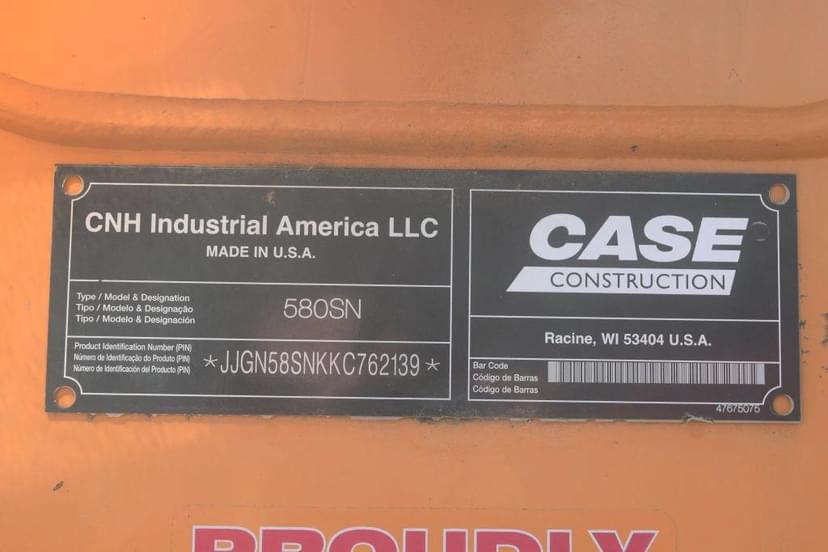 CNH Industrial America LLC
MADE IN U.S.A.
Type / Model & Designation
Tipo / Modelo & Designação
Tipo / Modelo & Designación
580SN
Product Identification Number (PIN)
Número de Identificação do Produto (PIN)
Número de Identificación del Producto (PIN)
*JJGN58SNKKC762139*
CASE
CONSTRUCTION
Racine, WI 53404 U.S.A.
Bar Code
Código de Barras
Código de Barras
47675075
PROUDLY